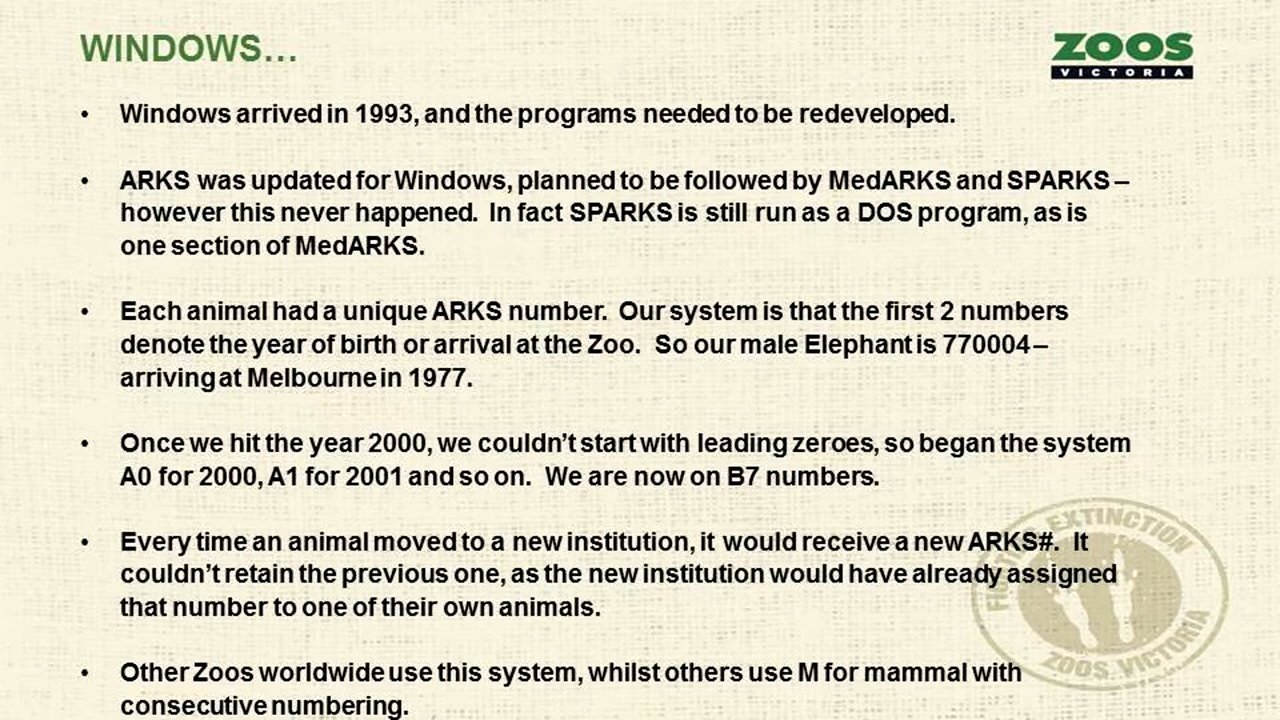 WINDOWS...
ZOOS
VICTORIA
• Windows arrived in 1993, and the programs needed to be redeveloped.
• ARKS was updated for Windows, planned to be followed by MedARKS and SPARKS –
however this never happened. In fact SPARKS is still run as a DOS program, as is
one section of MedARKS.
• Each animal had a unique ARKS number. Our system is that the first 2 numbers
denote the year of birth or arrival at the Zoo. So our male Elephant is 770004 –
arriving at Melbourne in 1977.
• Once we hit the year 2000, we couldn't start with leading zeroes, so began the system
A0 for 2000, A1 for 2001 and so on. We are now on B7 numbers.
• Every time an animal moved to a new institution, it would receive a new ARKS#. It
couldn't retain the previous one, as the new institution would have already assigned
that number to one of their own animals.
• Other Zoos worldwide use this system, whilst others use M for mammal with
consecutive numbering.
EXTINCTION
ZOOS VICTORIA